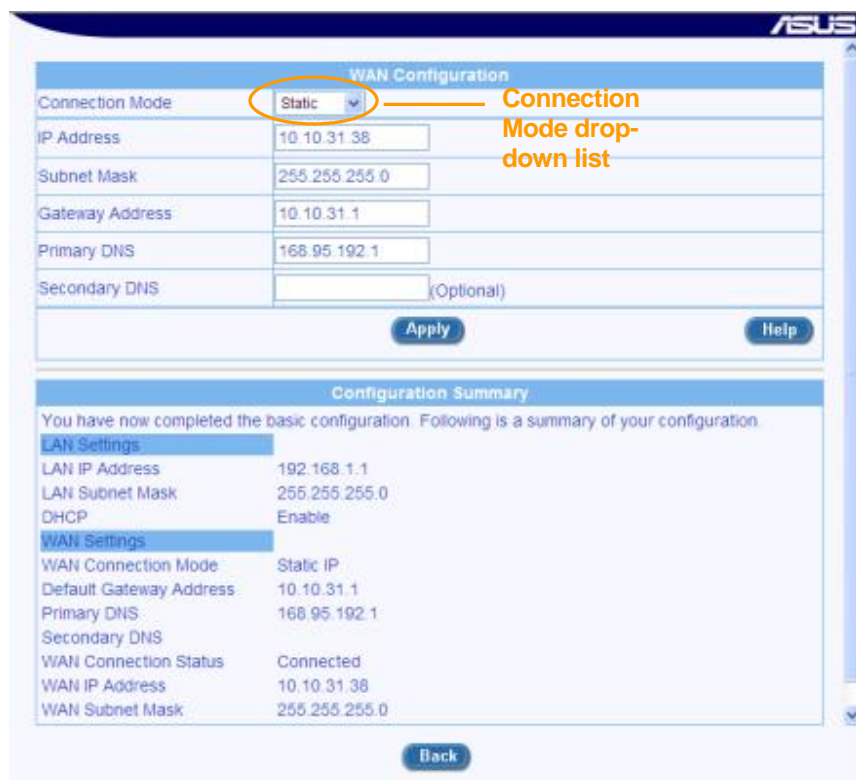 ASUS
WAN Configuration
Connection Mode Static
Connection
Mode drop-
down list
IP Address 10.10.31.38
Subnet Mask 255.255.255.0
Gateway Address 10.10.31.1
Primary DNS 168.95.192.1
Secondary DNS (Optional)
Apply Help
Configuration Summary
You have now completed the basic configuration. Following is a summary of your configuration.
LAN Settings
LAN IP Address 192.168.1.1
LAN Subnet Mask 255.255.255.0
DHCP Enable
WAN Settings
WAN Connection Mode Static IP
Default Gateway Address 10.10.31.1
Primary DNS 168.95.192.1
Secondary DNS
WAN Connection Status Connected
WAN IP Address 10.10.31.38
WAN Subnet Mask 255.255.255.0
Back